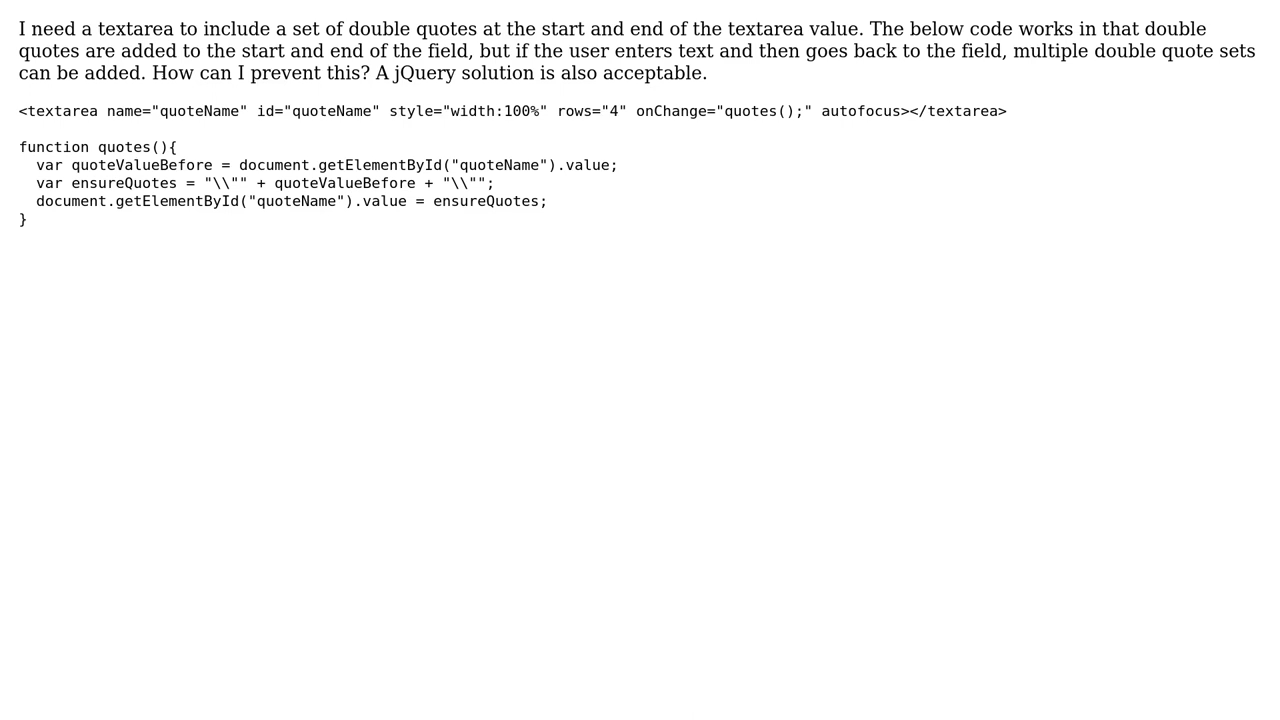 I need a textarea to include a set of double quotes at the start and end of the textarea value. The below code works in that double
quotes are added to the start and end of the field, but if the user enters text and then goes back to the field, multiple double quote sets
can be added. How can I prevent this? A jQuery solution is also acceptable.
<textarea name="quoteName" id="quoteName" style="width:100%" rows="4" onChange="quotes();" autofocus></textarea>
function quotes(){
  var quoteValueBefore = document.getElementById("quoteName").value;
  var ensureQuotes = "\\"" + quoteValueBefore + "\\"";
  document.getElementById("quoteName").value = ensureQuotes;
}